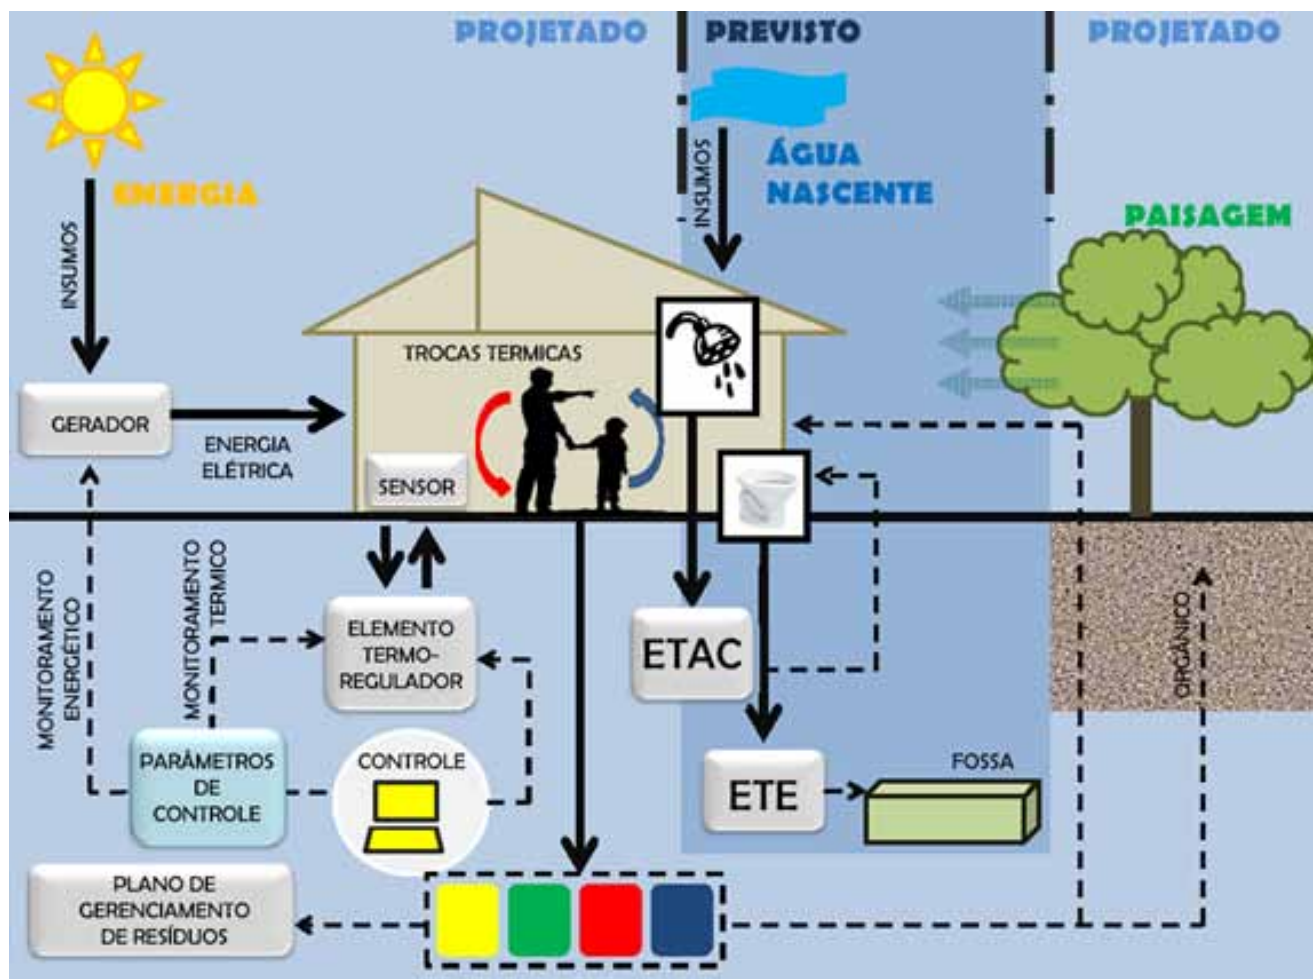 PROJETADO
PREVISTO
PROJETADO
ENERGIA
INSUMOS
INSUMOS
ÁGUA
NASCENTE
PAISAGEM
TROCAS TERMICAS
GERADOR
ENERGIA
ELÉTRICA
SENSOR
MONITORAMENTO
ENERGÉTICO
MONITORAMENTO
TERMICO
ELEMENTO
TERMO-
REGULADOR
ETAC
ORGÂNICO
PARÂMETROS
DE
CONTROLE
CONTROLE
ETE
FOSSA
PLANO DE
GERENCIAMENTO
DE RESÍDUOS